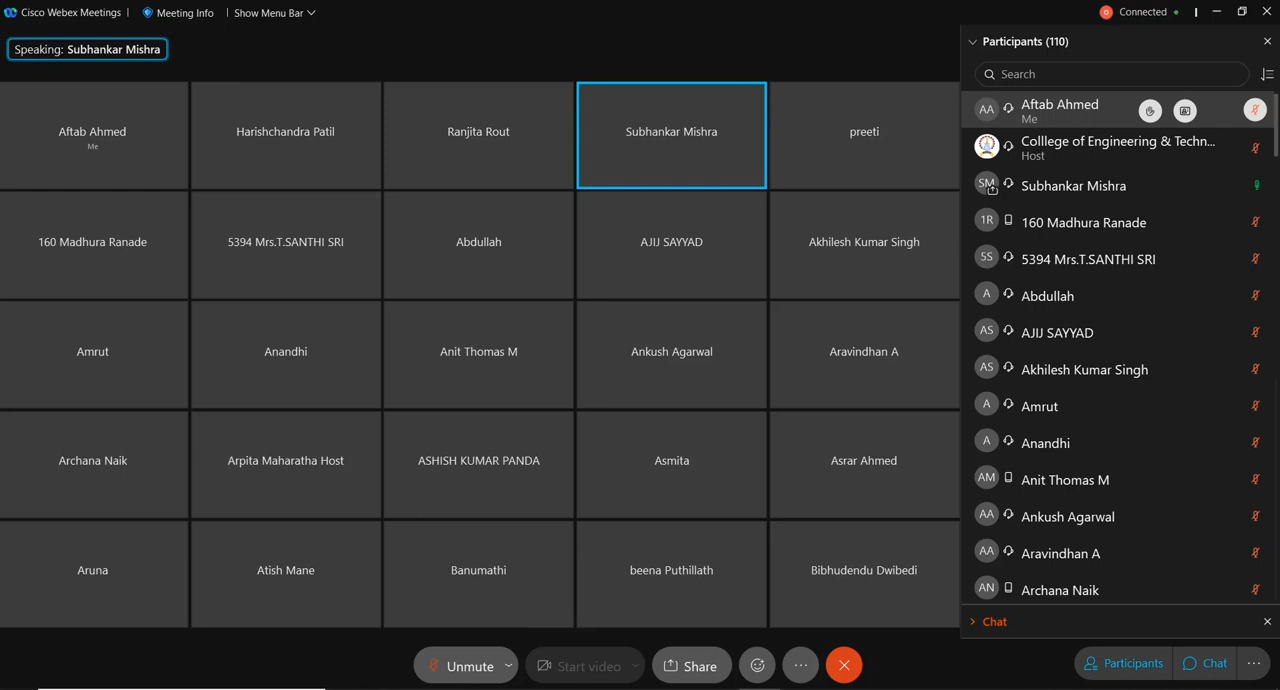 Cisco Webex Meetings | Meeting Info | Show Menu Bar
Connected
Speaking: Subhankar Mishra
Aftab Ahmed
Me
Harishchandra Patil
Ranjita Rout
Subhankar Mishra
preeti
160 Madhura Ranade
5394 Mrs.T.SANTHI SRI
Abdullah
AJIJ SAYYAD
Akhilesh Kumar Singh
Amrut
Anandhi
Anit Thomas M
Ankush Agarwal
Aravindhan A
Archana Naik
Arpita Maharatha Host
ASHISH KUMAR PANDA
Asmita
Asrar Ahmed
Aruna
Atish Mane
Banumathi
beena Puthillath
Bibhudendu Dwibedi
Participants (110)
Search
AA Aftab Ahmed
Me
Colllege of Engineering & Techn...
Host
SM Subhankar Mishra
1R 160 Madhura Ranade
SS 5394 Mrs.T.SANTHI SRI
A Abdullah
AS AJIJ SAYYAD
AS Akhilesh Kumar Singh
A Amrut
A Anandhi
AM Anit Thomas M
AA Ankush Agarwal
AA Aravindhan A
AN Archana Naik
Chat
Unmute
Start video
Share
Participants
Chat